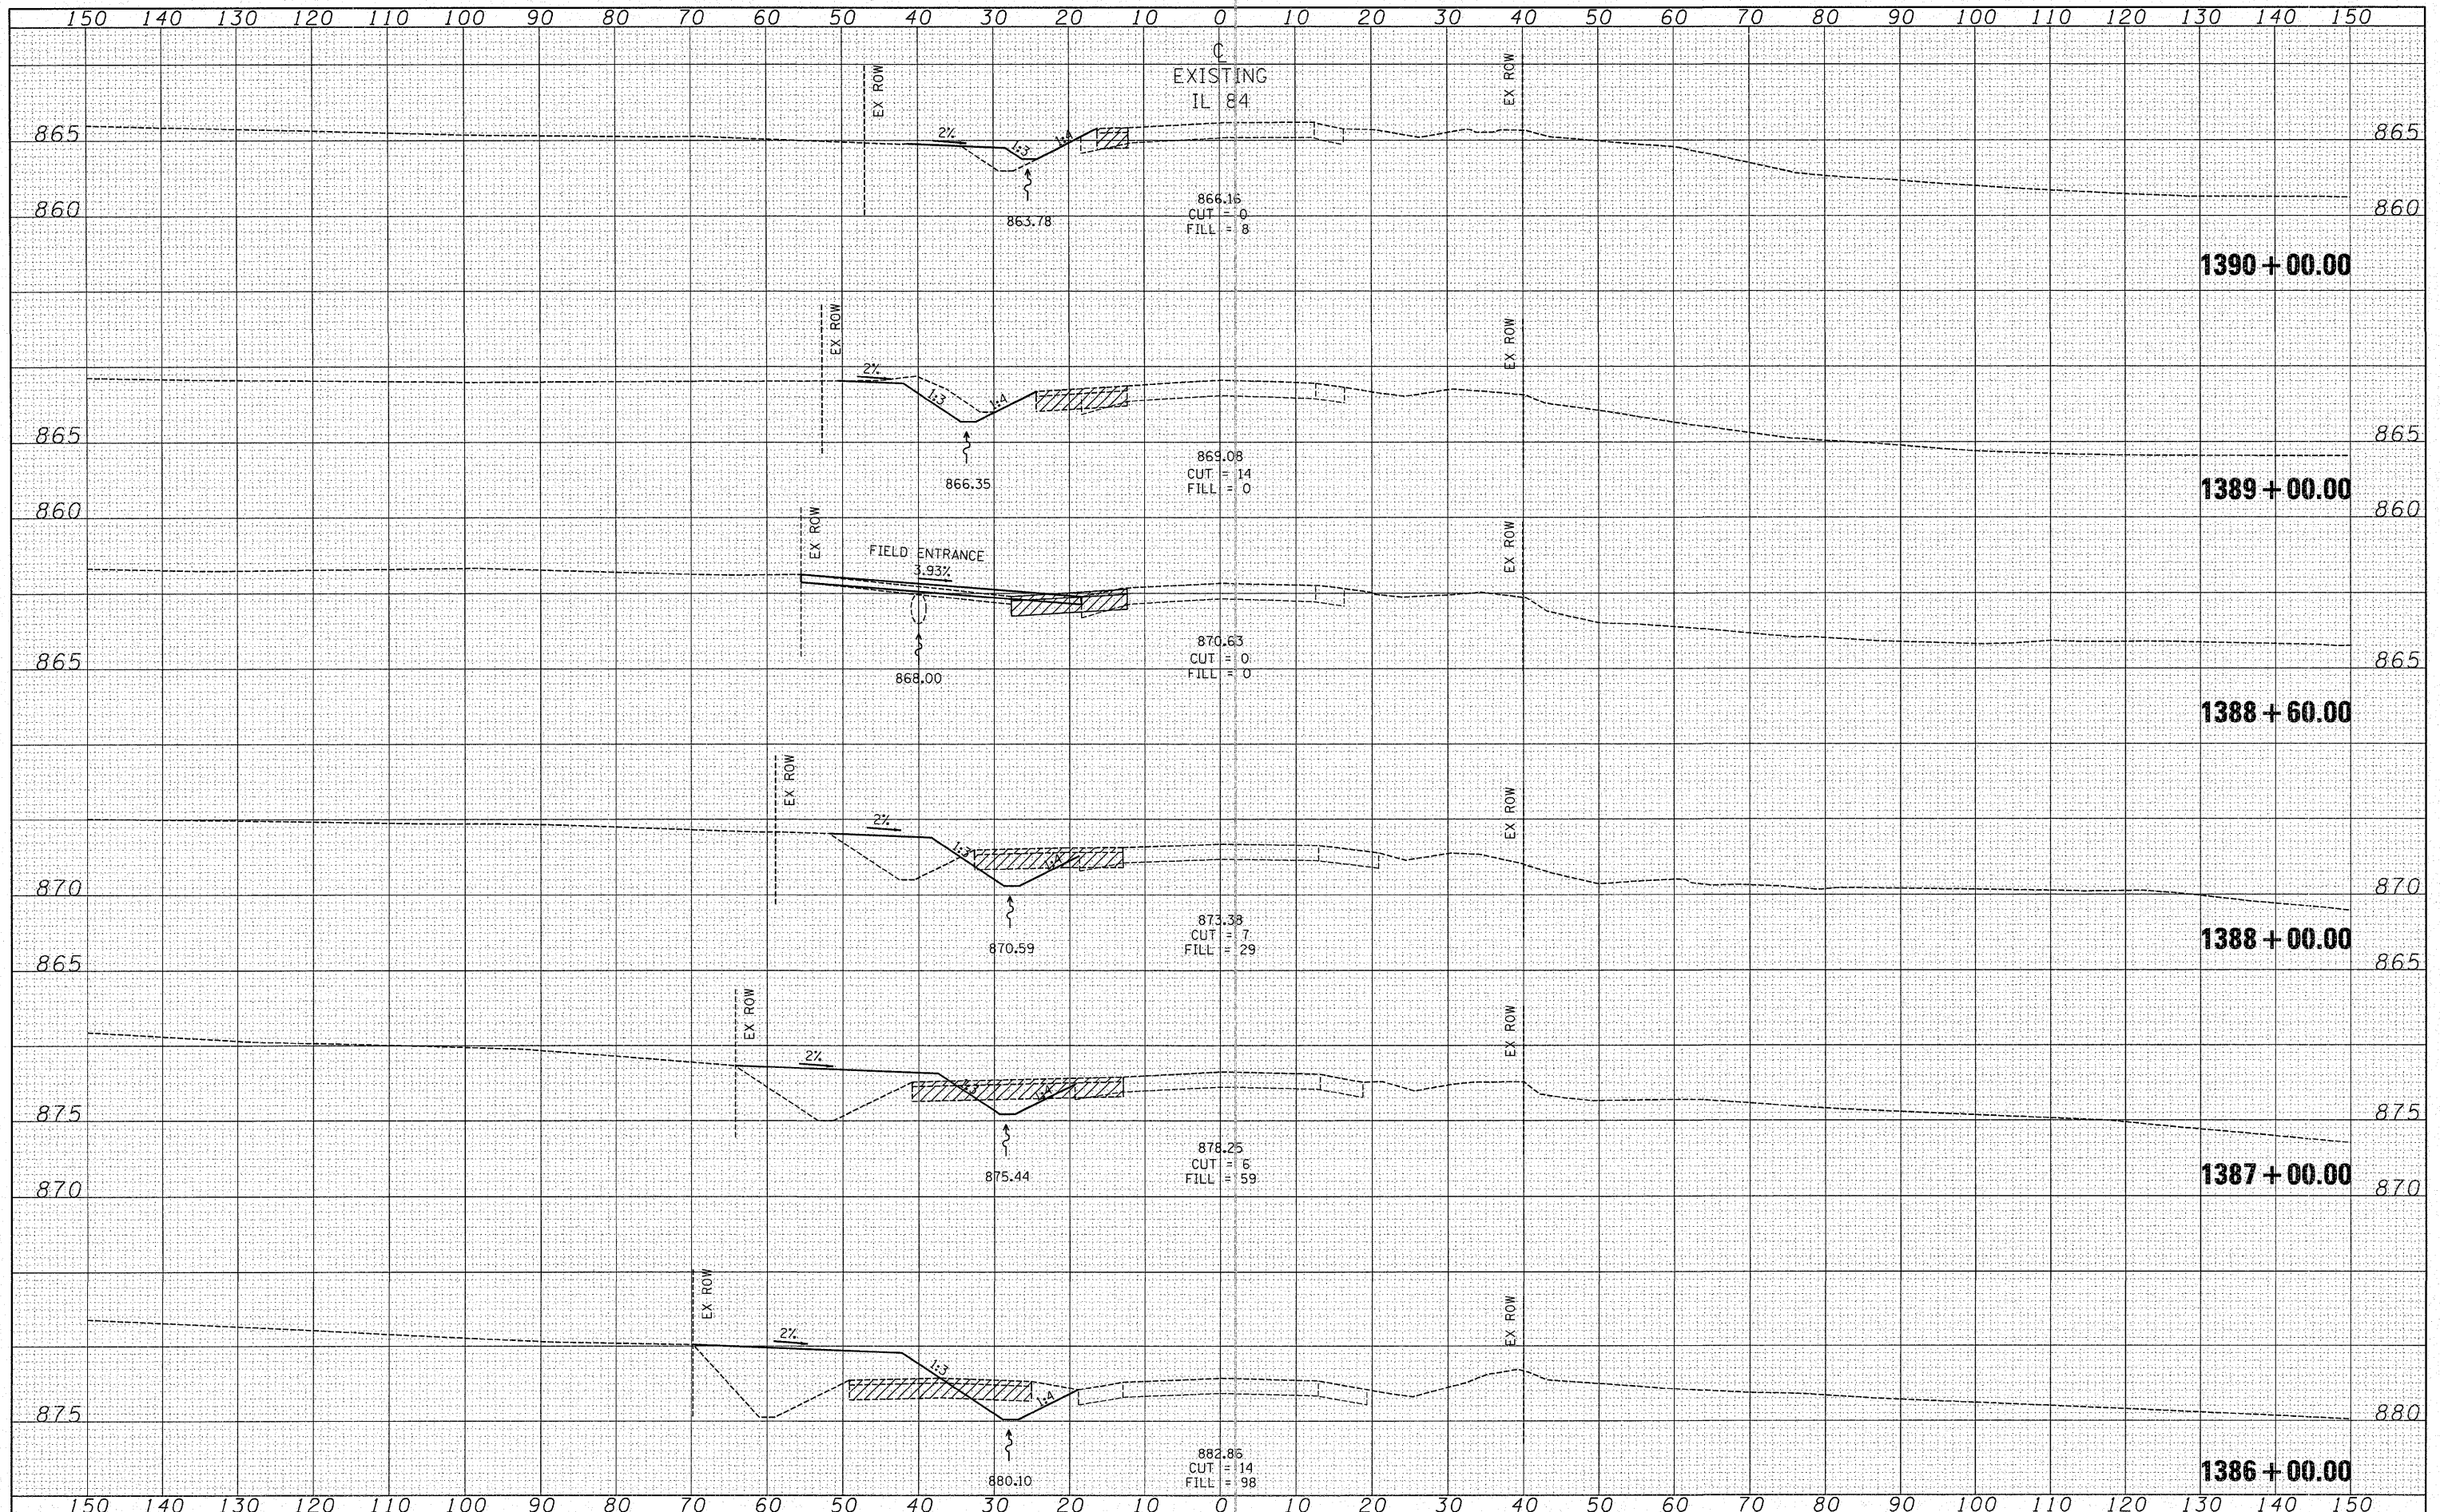 150 140 130 120 110 100 90 80 70 60 50 40 30 20 10 0 10 20 30 40 50 60 70 80 90 100 110 120 130 140 150
℄
EXISTING
IL 84
EX ROW
EX ROW
865
2%
1:3
1:4
865
860
863.78
866.16
CUT = 0
FILL = 8
860
1390 + 00.00
EX ROW
EX ROW
2%
1:3
1:4
865
865
866.35
869.08
CUT = 14
FILL = 0
1389 + 00.00
860
860
EX ROW
EX ROW
FIELD ENTRANCE
3.93%
865
868.00
870.63
CUT = 0
FILL = 0
865
1388 + 60.00
EX ROW
EX ROW
2%
1:3
1:4
870
870
870.59
873.38
CUT = 7
FILL = 29
1388 + 00.00
865
865
EX ROW
EX ROW
2%
1:3
1:4
875
875
875.44
878.25
CUT = 6
FILL = 59
1387 + 00.00
870
870
EX ROW
EX ROW
2%
1:3
1:4
875
880
880.10
882.86
CUT = 14
FILL = 98
1386 + 00.00
150 140 130 120 110 100 90 80 70 60 50 40 30 20 10 0 10 20 30 40 50 60 70 80 90 100 110 120 130 140 150